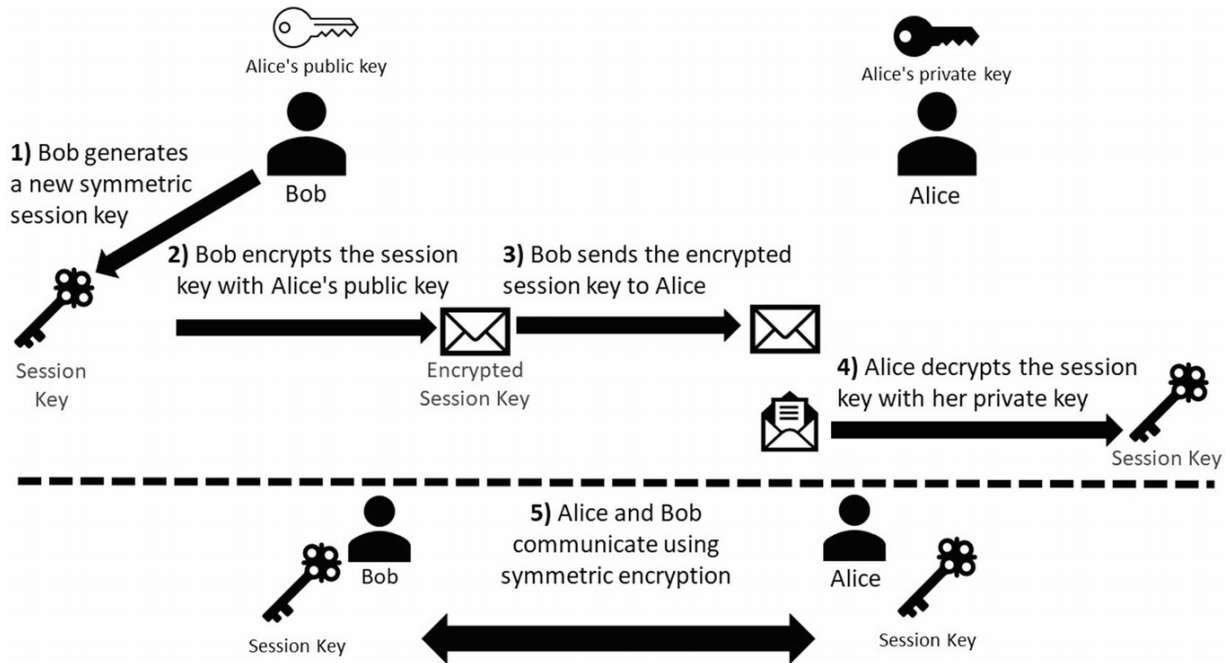 Alice's public key
Alice's private key
Bob
Alice
1) Bob generates
a new symmetric
session key
2) Bob encrypts the session
key with Alice's public key
3) Bob sends the encrypted
session key to Alice
Session
Key
Encrypted
Session Key
4) Alice decrypts the session
key with her private key
Session Key
5) Alice and Bob
communicate using
symmetric encryption
Bob
Alice
Session Key
Session Key